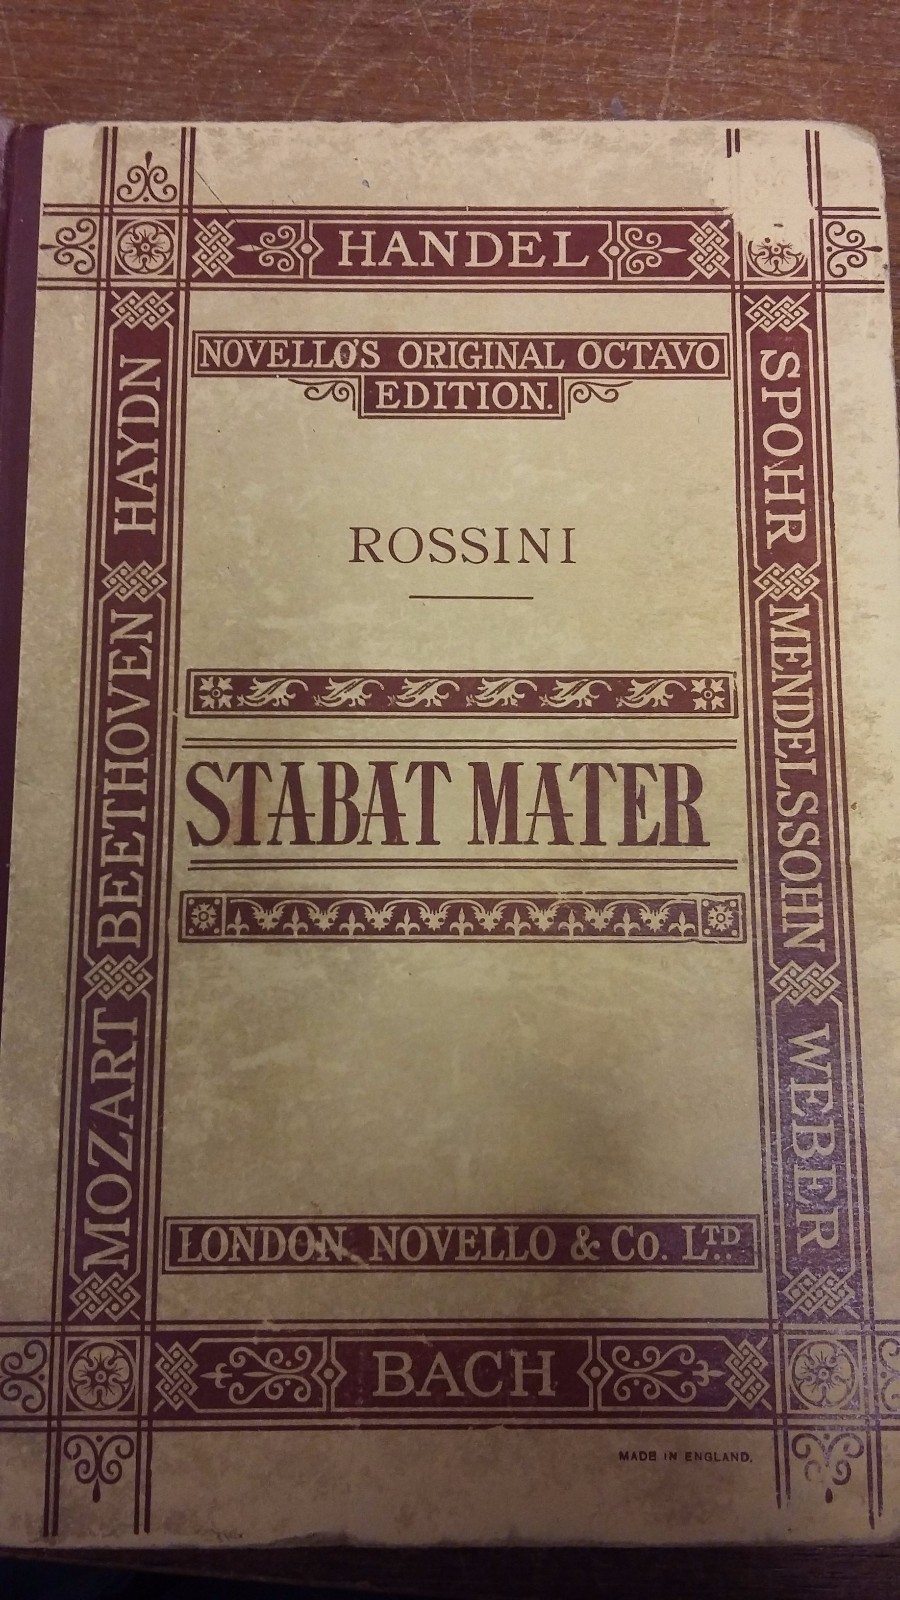 HANDEL
NOVELLO'S ORIGINAL OCTAVO
EDITION.
HAYDN
SPOHR
ROSSINI
BEETHOVEN
MENDELSSOHN
STABAT MATER
MOZART
WEBER
LONDON. NOVELLO & Co. LTD.
BACH
MADE IN ENGLAND.